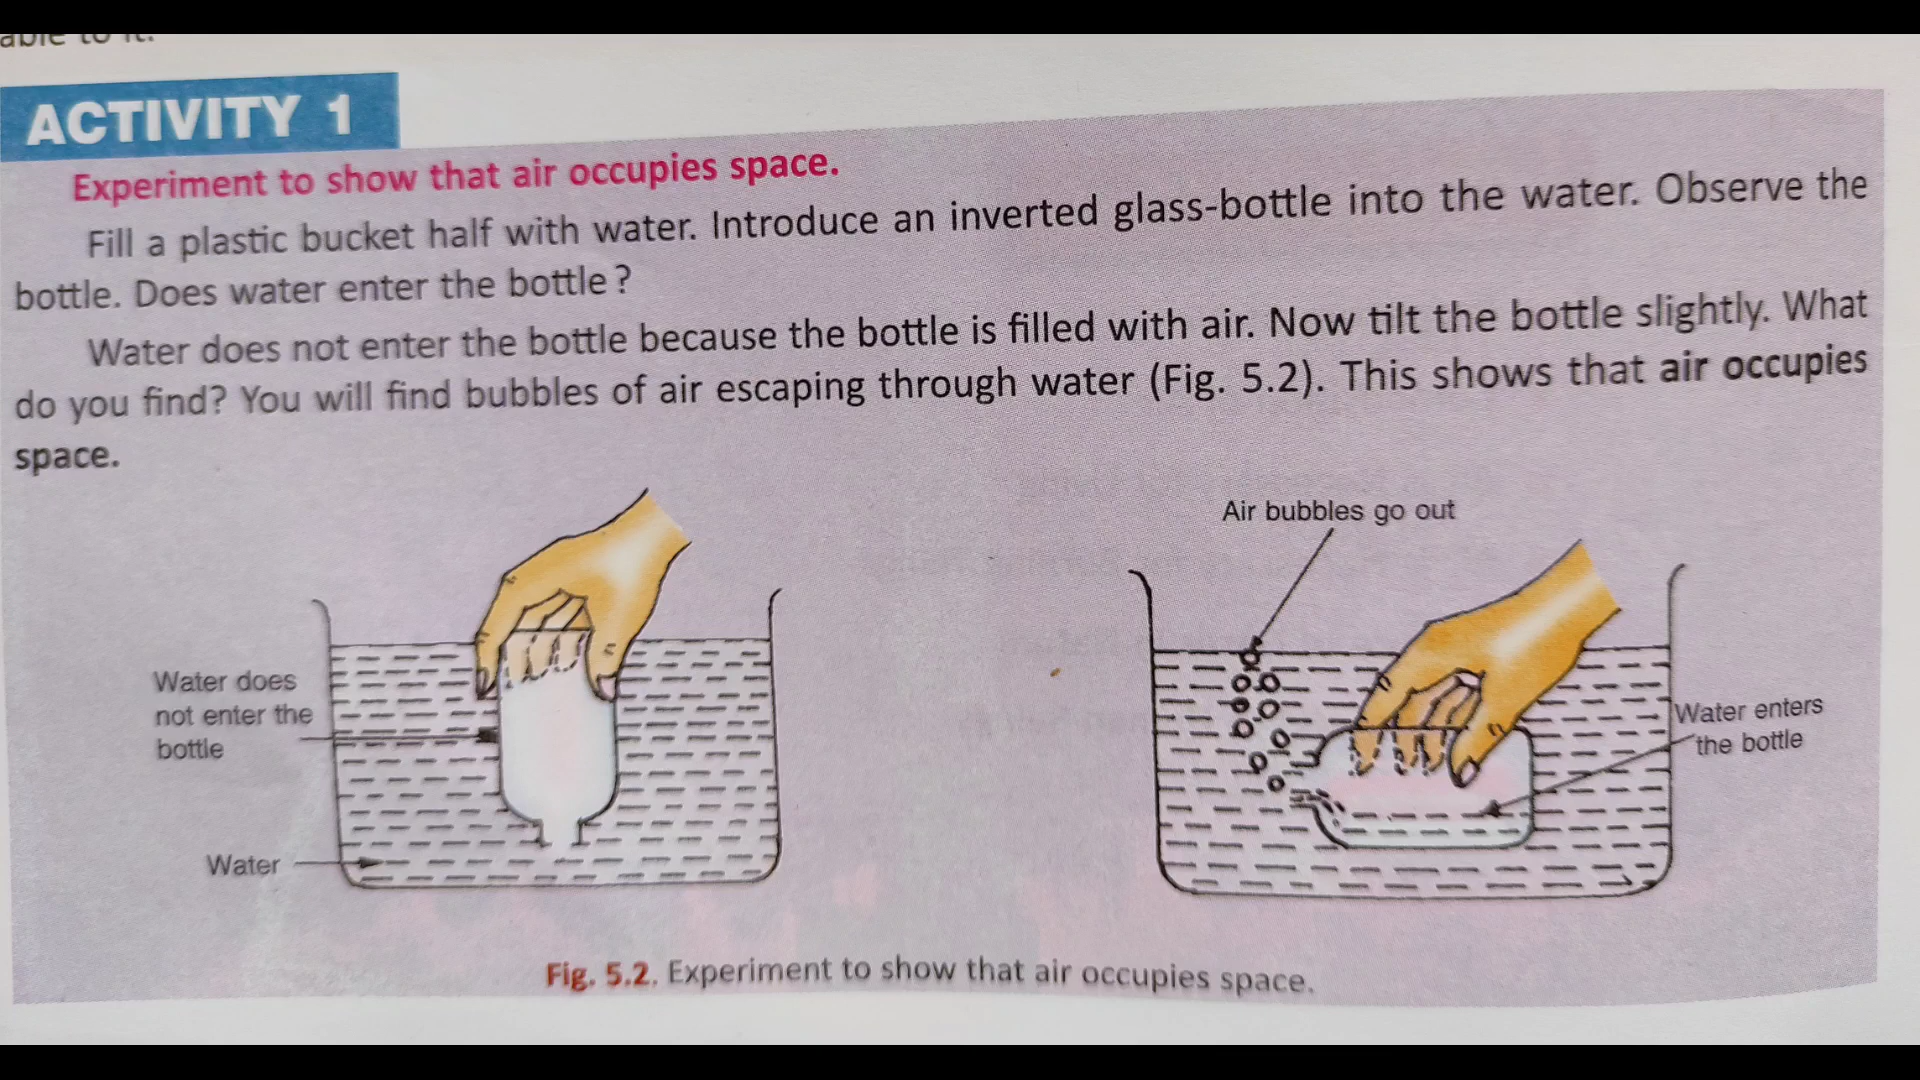 able to it.
ACTIVITY 1
Experiment to show that air occupies space.
Fill a plastic bucket half with water. Introduce an inverted glass-bottle into the water. Observe the
bottle. Does water enter the bottle ?
Water does not enter the bottle because the bottle is filled with air. Now tilt the bottle slightly. What
do you find? You will find bubbles of air escaping through water (Fig. 5.2). This shows that air occupies
space.
Air bubbles go out
Water does
not enter the
bottle
Water
Water enters
the bottle
Fig. 5.2. Experiment to show that air occupies space.